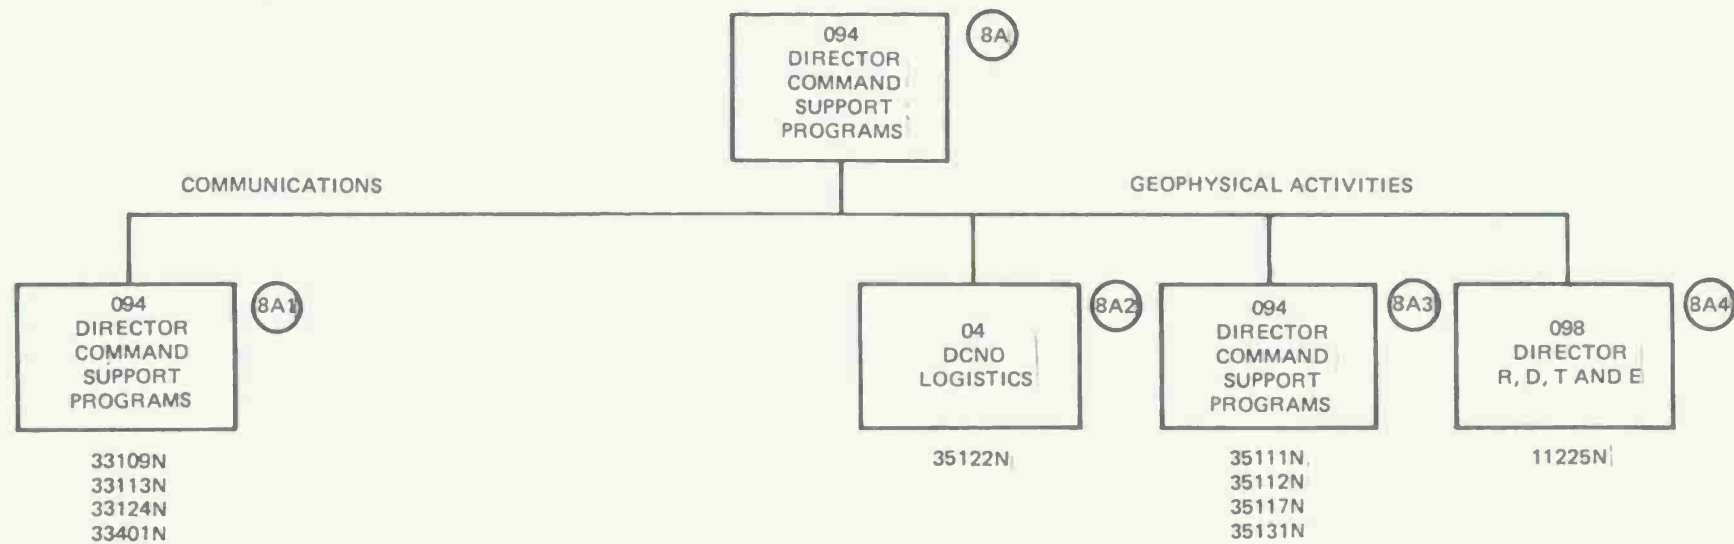 094
DIRECTOR
COMMAND
SUPPORT
PROGRAMS
8A
COMMUNICATIONS
GEOPHYSICAL ACTIVITIES
094
DIRECTOR
COMMAND
SUPPORT
PROGRAMS
8A1
33109N
33113N
33124N
33401N
04
DCNO
LOGISTICS
8A2
35122N
094
DIRECTOR
COMMAND
SUPPORT
PROGRAMS
8A3
35111N
35112N
35117N
35131N
098
DIRECTOR
R, D, T AND E
8A4
11225N